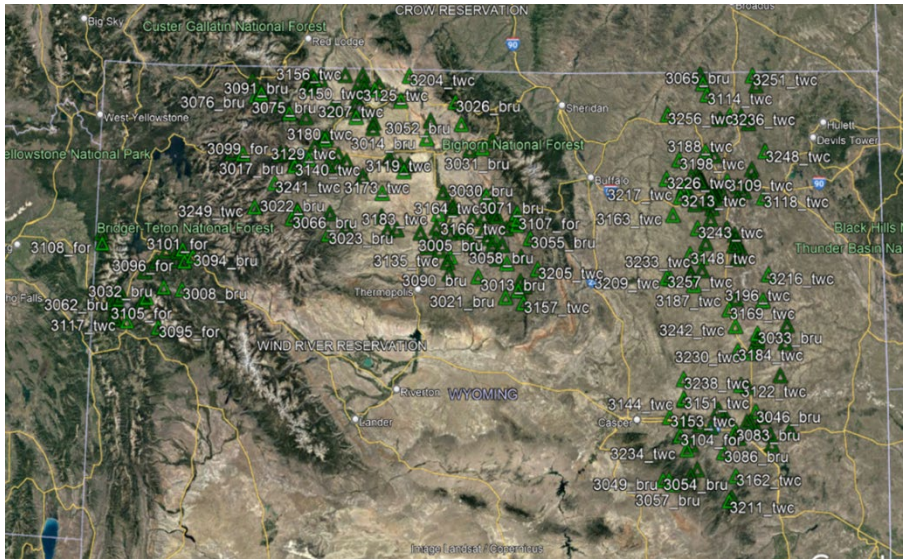 CROW RESERVATION
Broadus
Big Sky
Custer Gallatin National Forest
Red Lodge
90
3156_twc
3204_twc
3065_bru
3251_twc
3091_bru
3150_twc
3125_twc
3114_twc
3076_bru
3075_bru
3207_twc
3026_bru
Sheridan
West-Yellowstone
3256_twc
3236_twc
Hulett
3052_bru
3180_twc
3014_bru
Bighorn National Forest
Devils Tower
3099_for
3129_twc
3188_twc
3248_twc
Yellowstone National Park
3017_bru
3140_twc
3119_twc
3031_bru
3198_twc
3241_twc
3173_twc
3030_bru
Buffalo
3226_twc
3109_twc
90
3217_twc
3213_twc
3118_twc
3249_twc
3022_bru
3164_twc
3071_bru
3066_bru
3183_twc
3107_for
3163_twc
Bridger-Teton National Forest
3166_twc
3243_twc
Black Hills N
3023_bru
3005_bru
3055_bru
3108_for
3101_for
Thunder Basin Na
3094_bru
3135_twc
3058_bru
3233_twc
3148_twc
3096_for
3205_twc
3090_bru
3209_twc
3257_twc
3216_twc
3032_bru
3008_bru
Thermopolis
3013_bru
3062_bru
3021_bru
3187_twc
3196_twc
3105_for
3157_twc
3169_twc
3117_twc
3095_for
3242_twc
3033_bru
WIND RIVER RESERVATION
3230_twc
3184_twc
3238_twc
3122_twc
Riverton
WYOMING
3144_twc
3151_twc
Lander
Casper
3153_twc
3046_bru
3104_for
3083_bru
3234_twc
3086_bru
3049_bru
3054_bru
3162_twc
3057_bru
3211_twc
Image Landsat / Copernicus